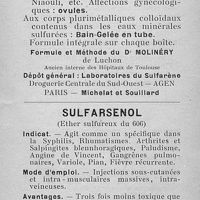 Niaouli, etc. Affections gynécologi-
ques : ovules.
Aux corps plurimétalliques colloïdaux
contenus dans les eaux minérales
sulfurées : Bain-Gelée en tube.
Formule intégrale sur chaque boîte.
Formule et Méthode du Dr MOLINÉRY
de Luchon
Ancien interne des Hôpitaux de Toulouse
Dépôt général : Laboratoires du Sulfarène
Droguerie Centrale du Sud-Ouest — AGEN
PARIS — Michelat et Souillard
SULFARSENOL
(Ether sulfureux du 606)
Indicat. — Agit comme un spécifique dans
la Syphilis, Rhumatismes. Arthrites et
Salpingites blennhorragiques, Paludisme,
Angine de Vincent, Gangrènes pulmo-
naires, Variole, Pian, Fièvre récurrente.
Mode d'emploi. — Injections sous-cutanées
et intra-musculaires massives, intra-
veineuses.
Avantages. — Trois fois moins toxique que